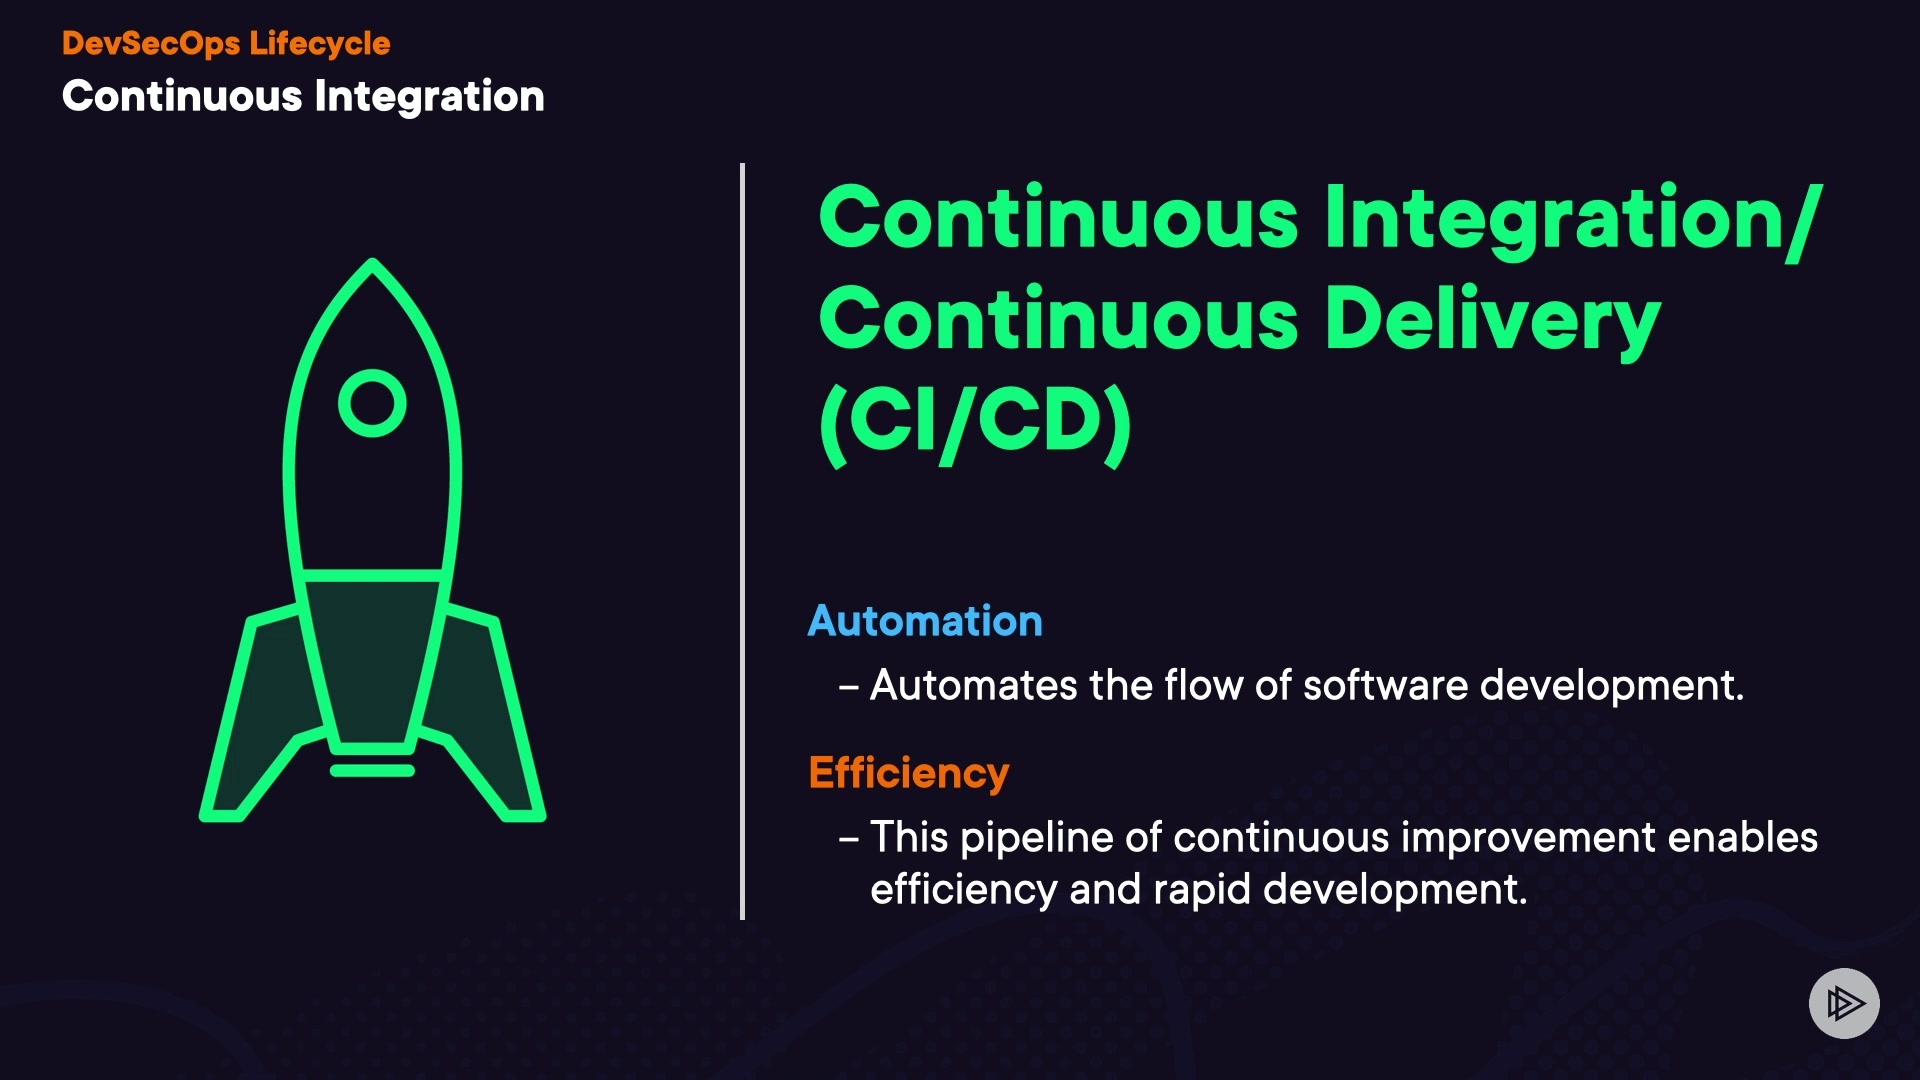 DevSecOps Lifecycle
Continuous Integration
Continuous Integration/
Continuous Delivery
(CI/CD)
Automation
– Automates the flow of software development.
Efficiency
– This pipeline of continuous improvement enables
efficiency and rapid development.